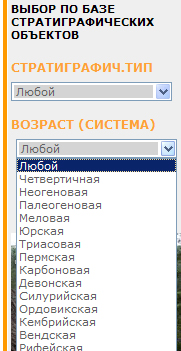 ВЫБОР ПО БАЗЕ
СТРАТИГРАФИЧЕСКИХ
ОБЪЕКТОВ
СТРАТИГРАФИЧ.ТИП
Любой
ВОЗРАСТ (СИСТЕМА)
Любой
Любой
Четвертичная
Неогеновая
Палеогеновая
Меловая
Юрская
Триасовая
Пермская
Карбоновая
Девонская
Силурийская
Ордовикская
Кембрийская
Вендская
Рифейская